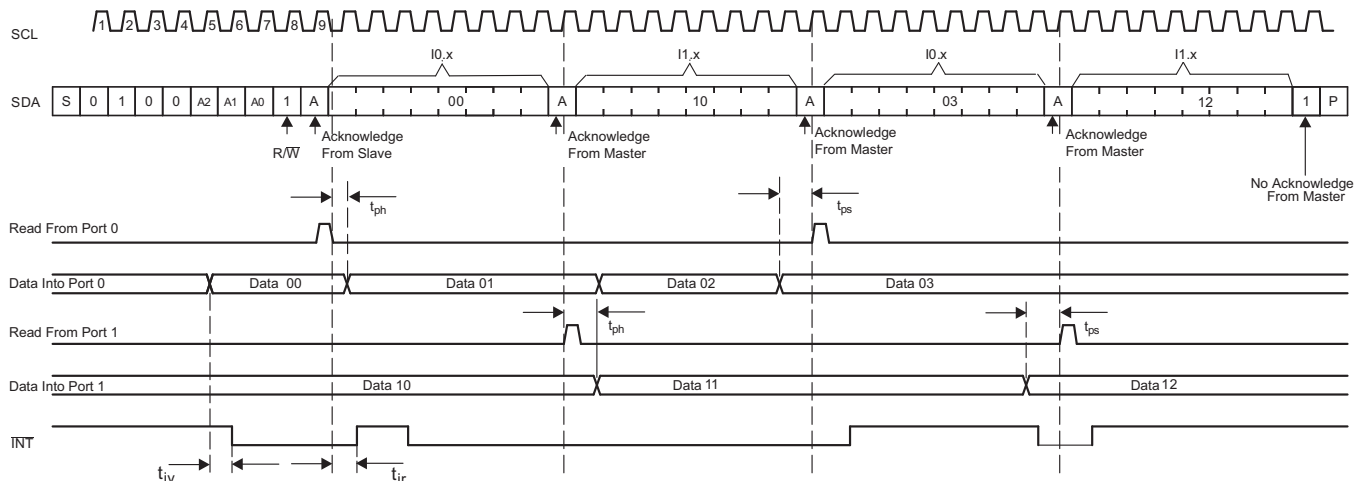 SCL
1 2 3 4 5 6 7 8 9
I0.x I1.x I0.x I1.x
SDA S 0 1 0 0 A2 A1 A0 1 A 00 A 10 A 03 A 12 1 P
R/W̅
Acknowledge
From Slave
Acknowledge
From Master
Acknowledge
From Master
Acknowledge
From Master
No Acknowledge
From Master
tph
tps
Read From Port 0
Data Into Port 0 Data 00 Data 01 Data 02 Data 03
tph
tps
Read From Port 1
Data Into Port 1 Data 10 Data 11 Data 12
I̅N̅T̅
tiv tir